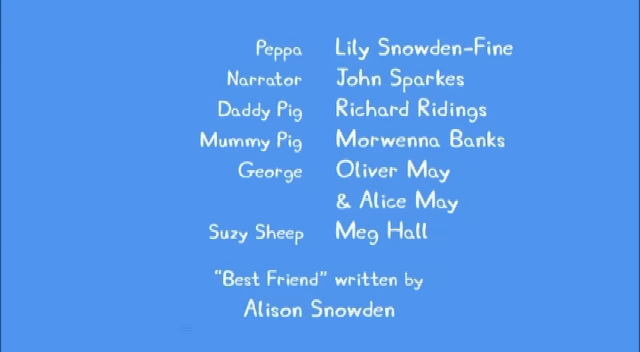 Peppa Lily Snowden-Fine
Narrator John Sparkes
Daddy Pig Richard Ridings
Mummy Pig Morwenna Banks
George Oliver May
& Alice May
Suzy Sheep Meg Hall
"Best Friend" written by
Alison Snowden